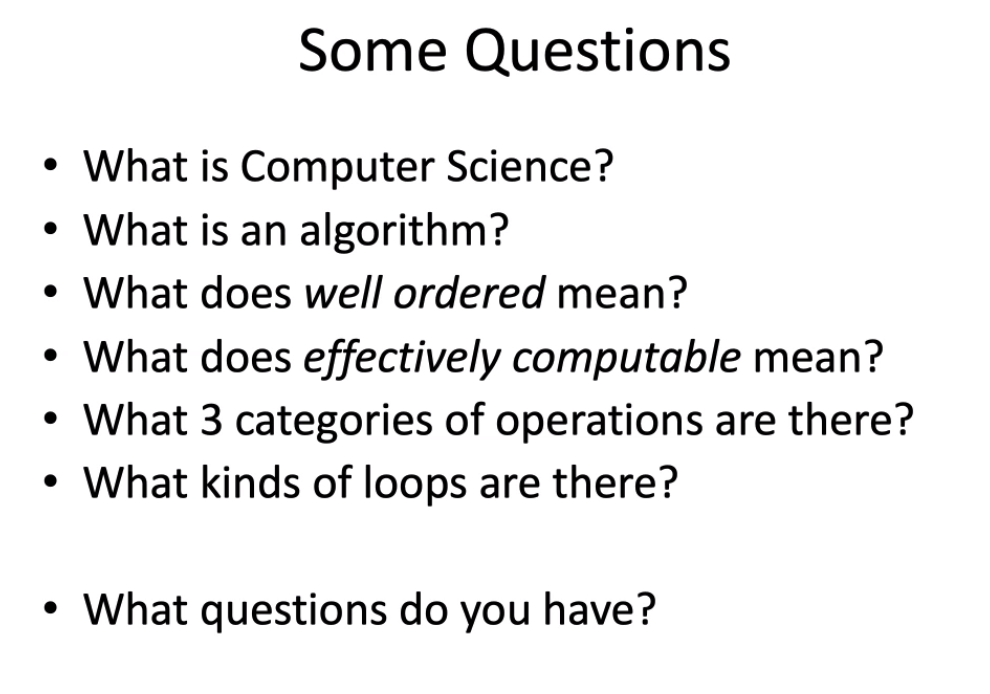 Some Questions
• What is Computer Science?
• What is an algorithm?
• What does well ordered mean?
• What does effectively computable mean?
• What 3 categories of operations are there?
• What kinds of loops are there?
• What questions do you have?